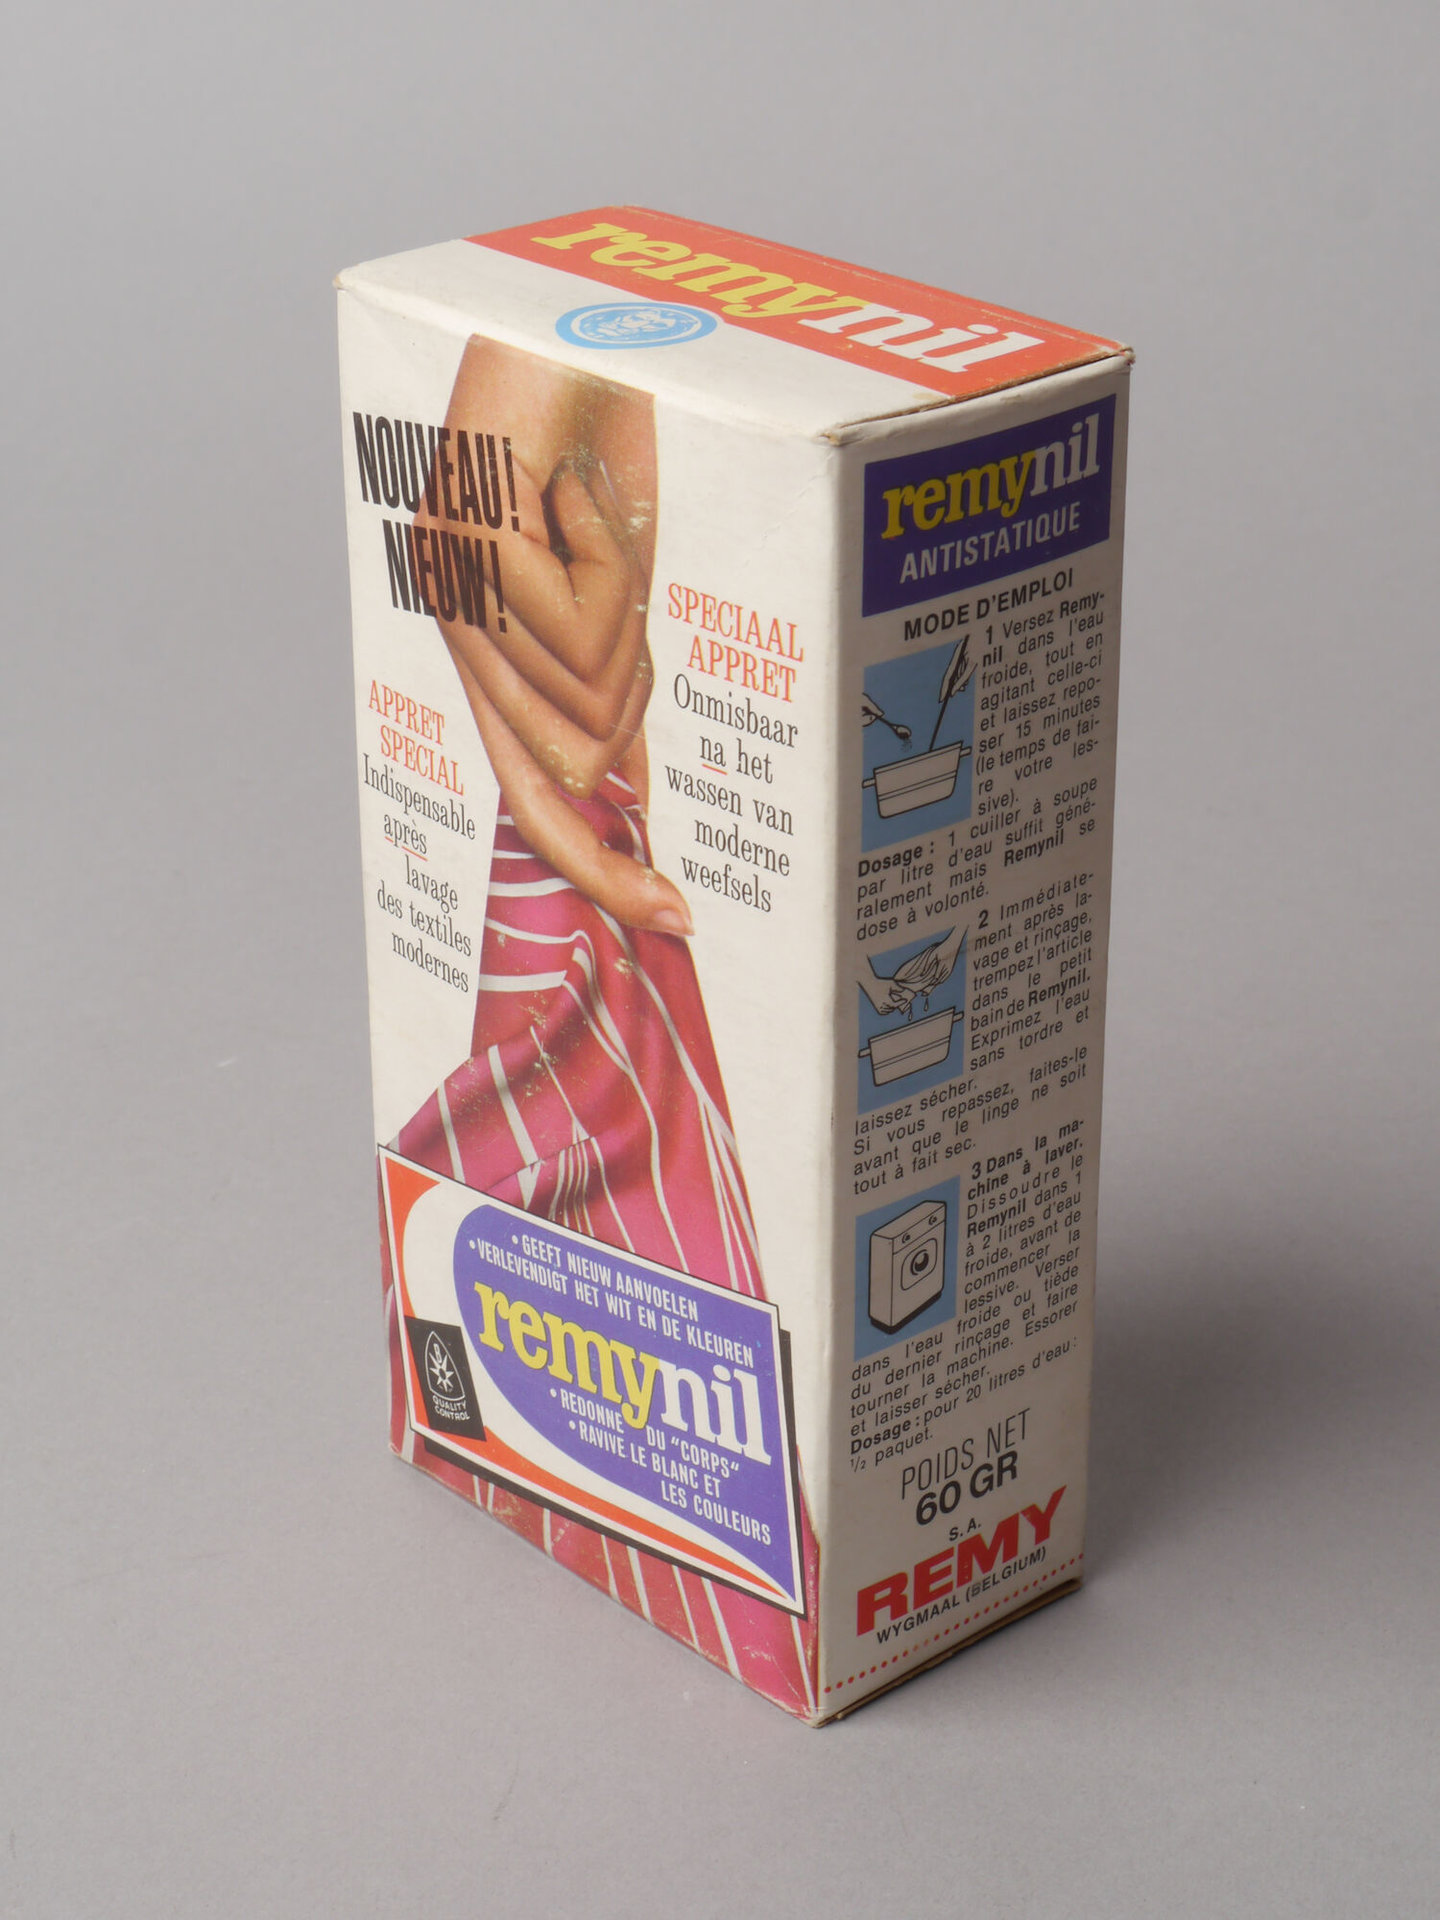 remynil
NOUVEAU!
NIEUW!
APPRET
SPECIAL
Indispensable
après
lavage
des textiles
modernes
SPECIAAL
APPRET
Onmisbaar
na het
wassen van
moderne
weefsels
• GEEFT NIEUW AANVOELEN
• VERLEVENDIGT HET WIT EN DE KLEUREN
remynil
• REDONNE DU "CORPS"
• RAVIVE LE BLANC ET
LES COULEURS
QUALITY
CONTROL
remynil
ANTISTATIQUE
MODE D'EMPLOI
1 Versez Remy-
nil dans l'eau
froide, tout en
agitant celle-ci
et laissez repo-
ser 15 minutes
(le temps de fai-
re votre les-
sive).
Dosage : 1 cuiller à soupe
par litre d'eau suffit géné-
ralement mais Remynil se
dose à volonté.
2 Immédiate-
ment après la-
vage et rinçage,
trempez l'article
dans le petit
bain de Remynil.
Exprimez l'eau
sans tordre et
laissez sécher.
Si vous repassez, faites-le
avant que le linge ne soit
tout à fait sec.
3 Dans la ma-
chine à laver.
Dissoudre le
Remynil dans 1
à 2 litres d'eau
froide, avant de
commencer la
lessive. Verser
dans l'eau froide ou tiède
du dernier rinçage et faire
tourner la machine. Essorer
et laisser sécher.
Dosage : pour 20 litres d'eau :
1/2 paquet.
POIDS NET
60 GR
S.A.
REMY
WYGMAAL (BELGIUM)